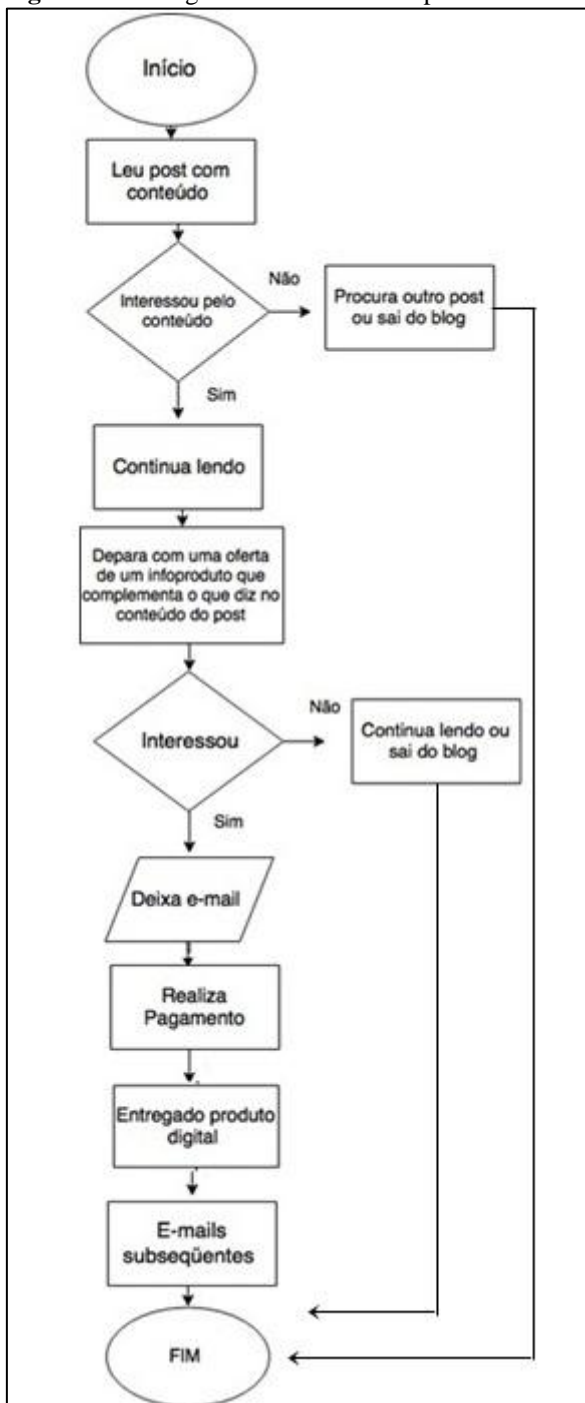 Início
Leu post com
conteúdo
Interessou pelo
conteúdo
Não
Procura outro post
ou sai do blog
Sim
Continua lendo
Depara com uma oferta
de um infoproduto que
complementa o que diz no
conteúdo do post
Interessou
Não
Continua lendo ou
sai do blog
Sim
Deixa e-mail
Realiza
Pagamento
Entregado produto
digital
E-mails
subseqüentes
FIM